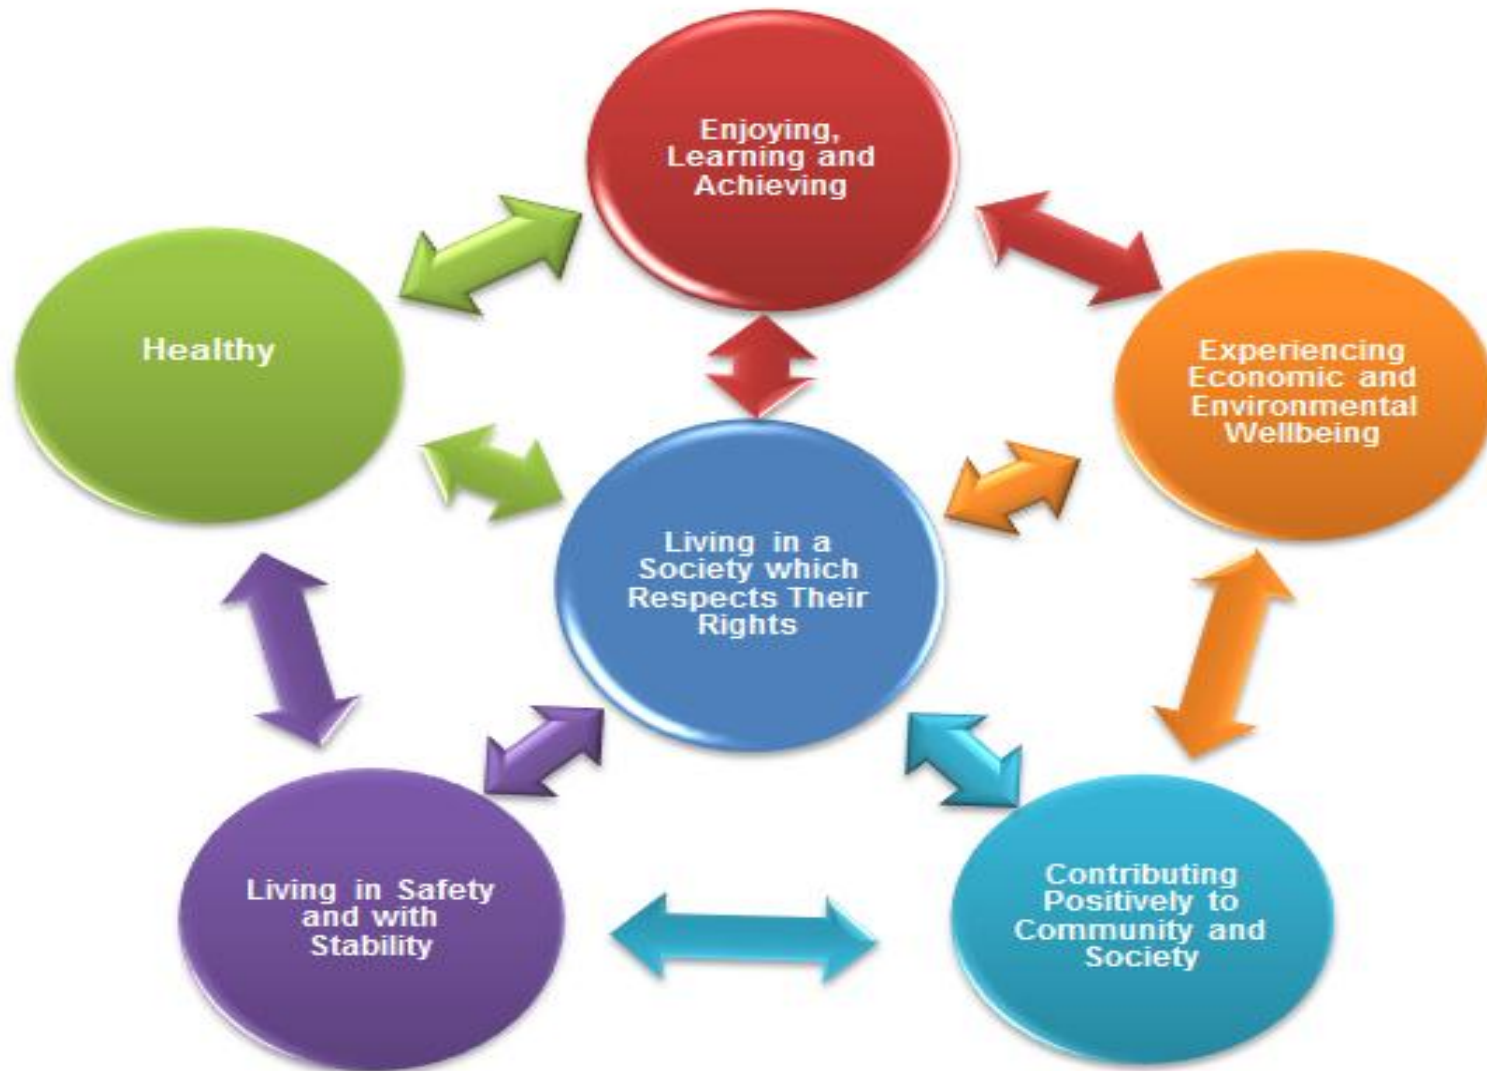 Enjoying,
Learning and
Achieving
Healthy
Experiencing
Economic and
Environmental
Wellbeing
Living in a
Society which
Respects Their
Rights
Living in Safety
and with
Stability
Contributing
Positively to
Community and
Society